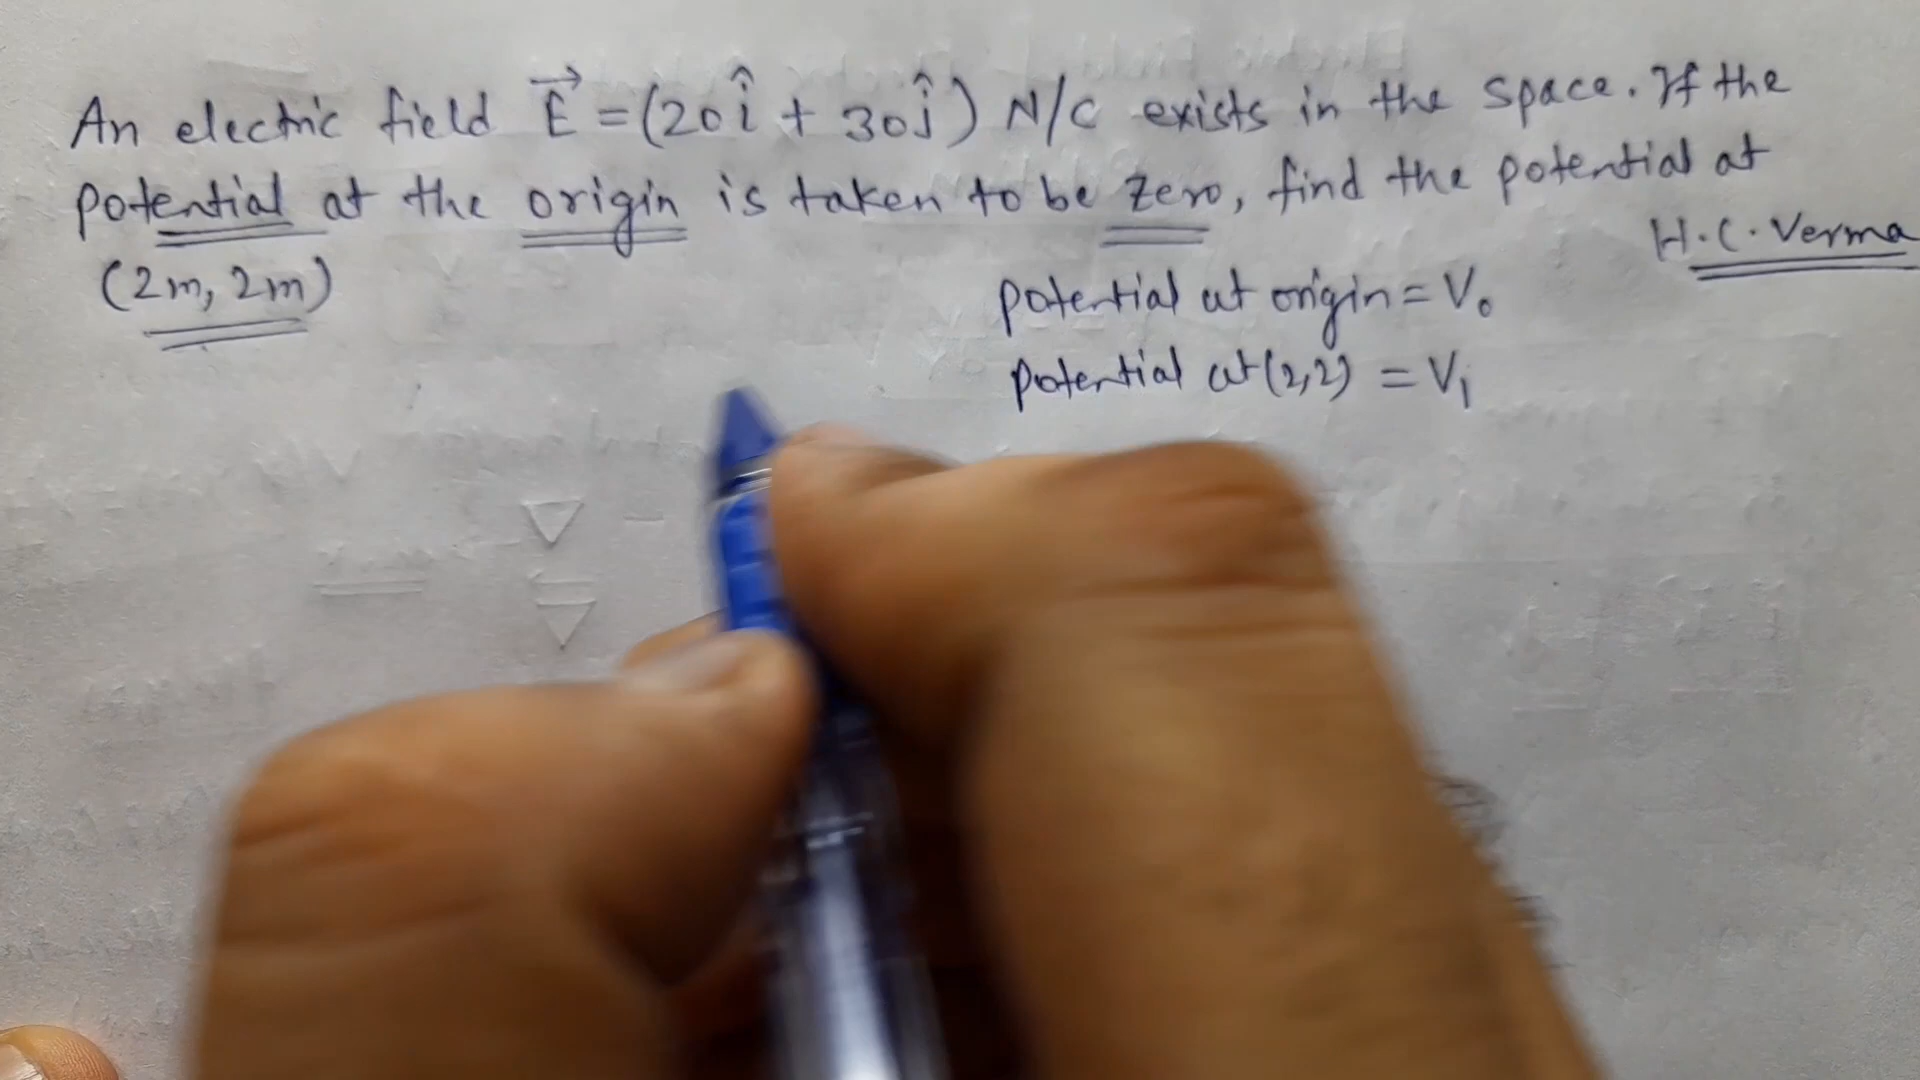 An electric field E⃗ = (20î + 30ĵ) N/C exists in the space. If the
potential at the origin is taken to be zero, find the potential at
(2m, 2m)
H.C. Verma
potential at origin = V₀
potential at (2,2) = V₁